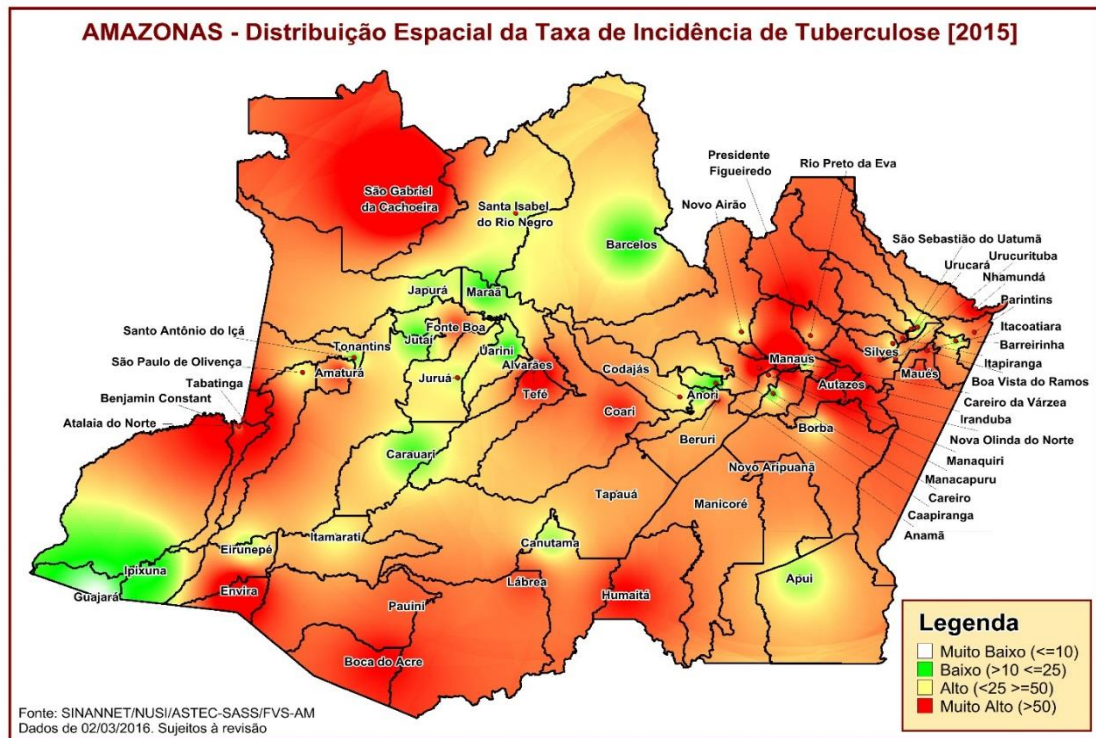 AMAZONAS - Distribuição Espacial da Taxa de Incidência de Tuberculose [2015]
Presidente
Figueiredo
Rio Preto da Eva
Novo Airão
São Gabriel
da Cachoeira
Santa Isabel
do Rio Negro
Barcelos
São Sebastião do Uatumã
Urucurituba
Urucará
Nhamundá
Parintins
Japurá
Maraã
Itacoatiara
Barreirinha
Santo Antônio do Içá
Fonte Boa
Jutaí
Tonantins
Uarini
Itapiranga
São Paulo de Olivença
Amaturá
Alvarães
Codajás
Manaus
Silves
Maués
Boa Vista do Ramos
Tabatinga
Juruá
Tefé
Anori
Autazes
Careiro da Várzea
Benjamin Constant
Coari
Iranduba
Atalaia do Norte
Beruri
Borba
Nova Olinda do Norte
Carauari
Manaquiri
Novo Aripuanã
Manacapuru
Tapauá
Manicoré
Careiro
Caapiranga
Itamarati
Anamã
Eirunepé
Canutama
Ipixuna
Apui
Guajará
Envira
Pauini
Lábrea
Humaitá
Boca do Acre
Legenda
Muito Baixo (<=10)
Baixo (>10 <=25)
Alto (<25 >=50)
Muito Alto (>50)
Fonte: SINANNET/NUSI/ASTEC-SASS/FVS-AM
Dados de 02/03/2016. Sujeitos à revisão